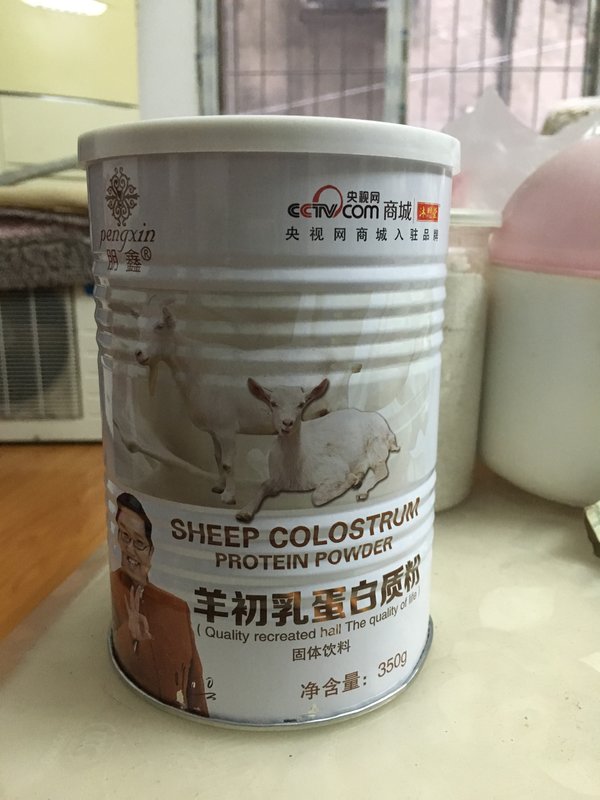 pengxin
朋鑫®
央视网
CCTV.com 商城
央视网商城入驻品牌
SHEEP COLOSTRUM
PROTEIN POWDER
羊初乳蛋白质粉
( Quality recreated hall The quality of life )
固体饮料
净含量：350g